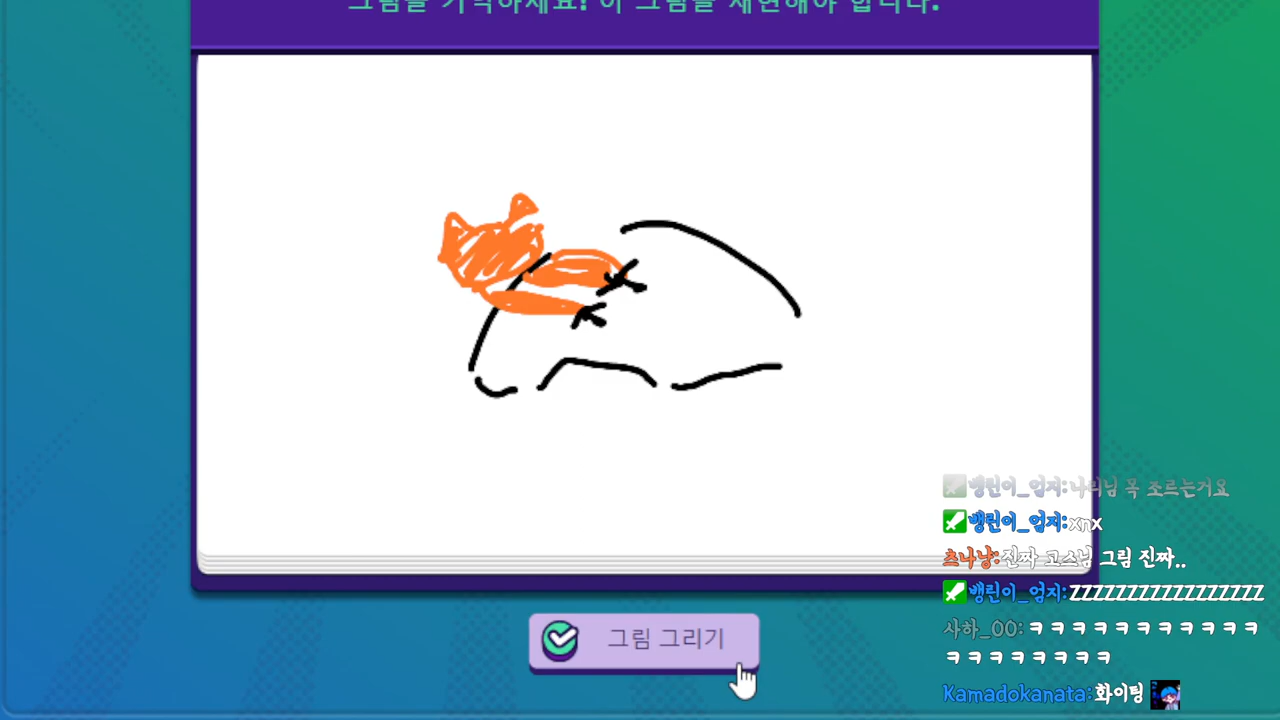 그림을 기억하세요! 이 그림을 재현해야 합니다.
뱅린이_엄지:나리님 목 조르는거요
뱅린이_엄지:xnx
츠나낭:진짜 고스님 그림 진짜..
뱅린이_엄지:ZZZZZZZZZZZZZZZZZ
사하_00:ㅋㅋㅋㅋㅋㅋㅋㅋㅋㅋㅋ
ㅋㅋㅋㅋㅋㅋㅋㅋ
그림 그리기
Kamadokanata:화이팅